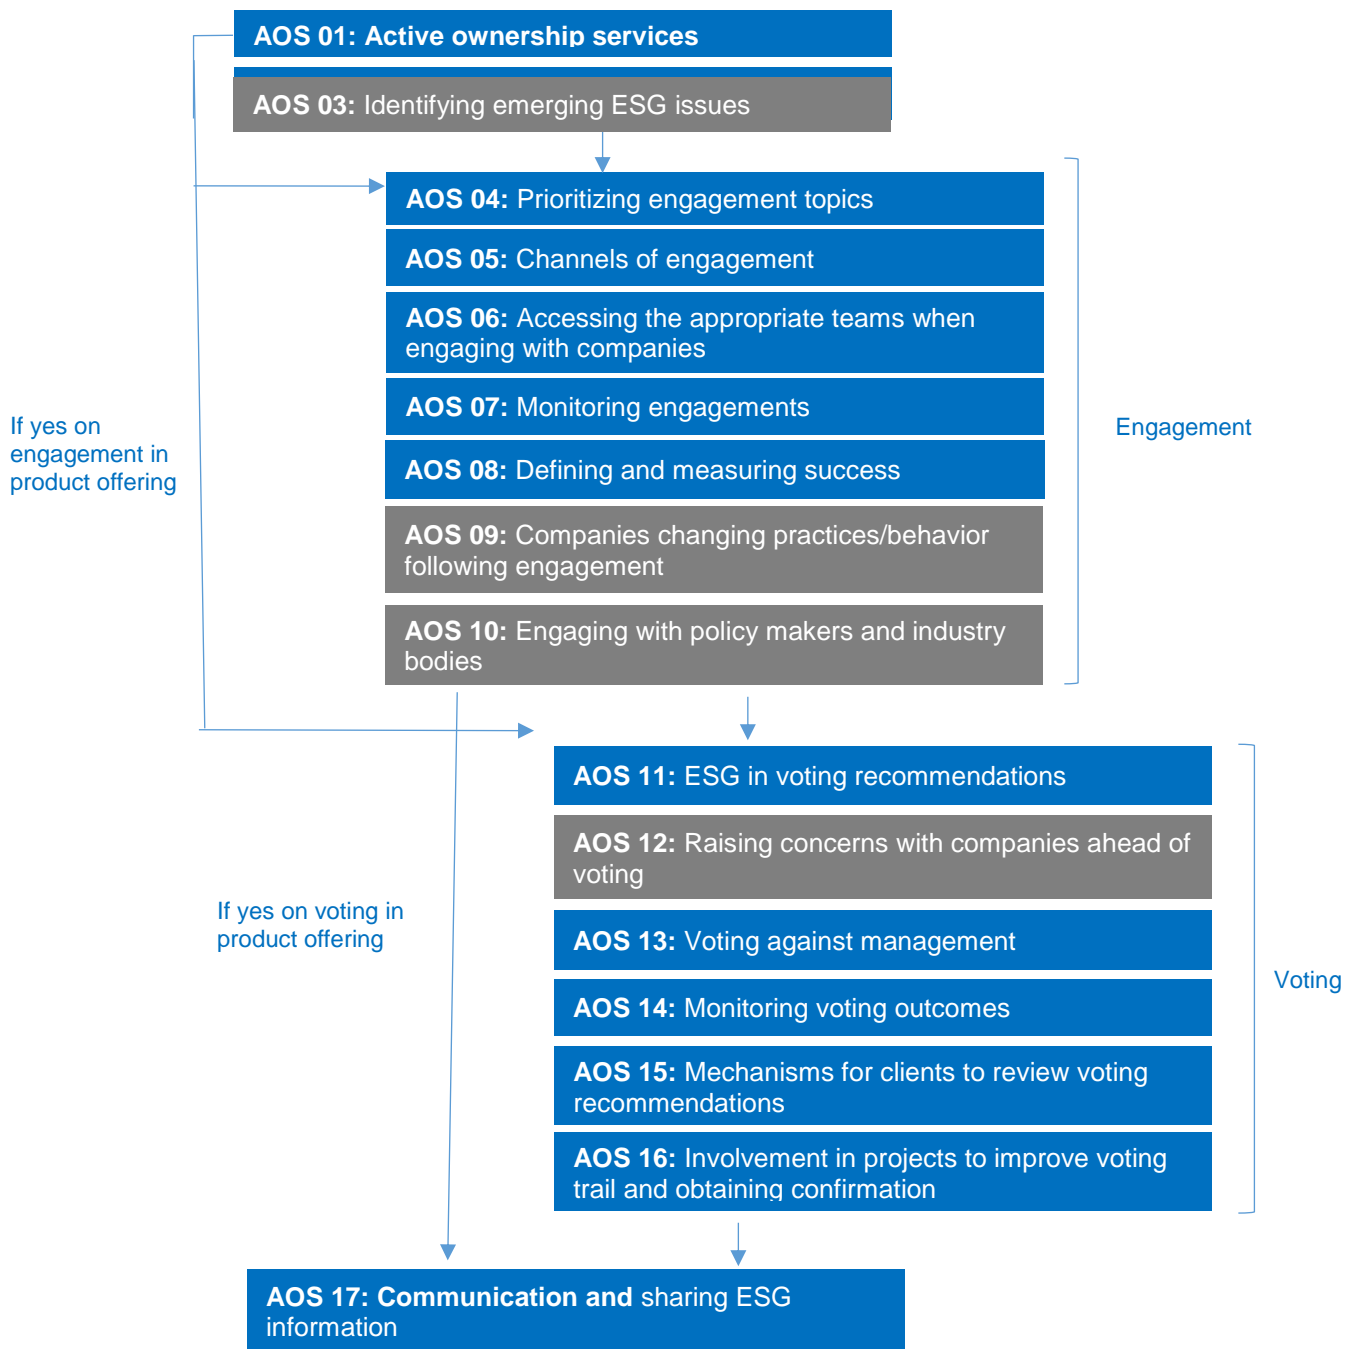 AOS 01: Active ownership services
AOS 03: Identifying emerging ESG issues
AOS 04: Prioritizing engagement topics
AOS 05: Channels of engagement
AOS 06: Accessing the appropriate teams when
engaging with companies
AOS 07: Monitoring engagements
AOS 08: Defining and measuring success
AOS 09: Companies changing practices/behavior
following engagement
AOS 10: Engaging with policy makers and industry
bodies
If yes on
engagement in
product offering
Engagement
AOS 11: ESG in voting recommendations
AOS 12: Raising concerns with companies ahead of
voting
AOS 13: Voting against management
AOS 14: Monitoring voting outcomes
AOS 15: Mechanisms for clients to review voting
recommendations
AOS 16: Involvement in projects to improve voting
trail and obtaining confirmation
If yes on voting in
product offering
Voting
AOS 17: Communication and sharing ESG
information